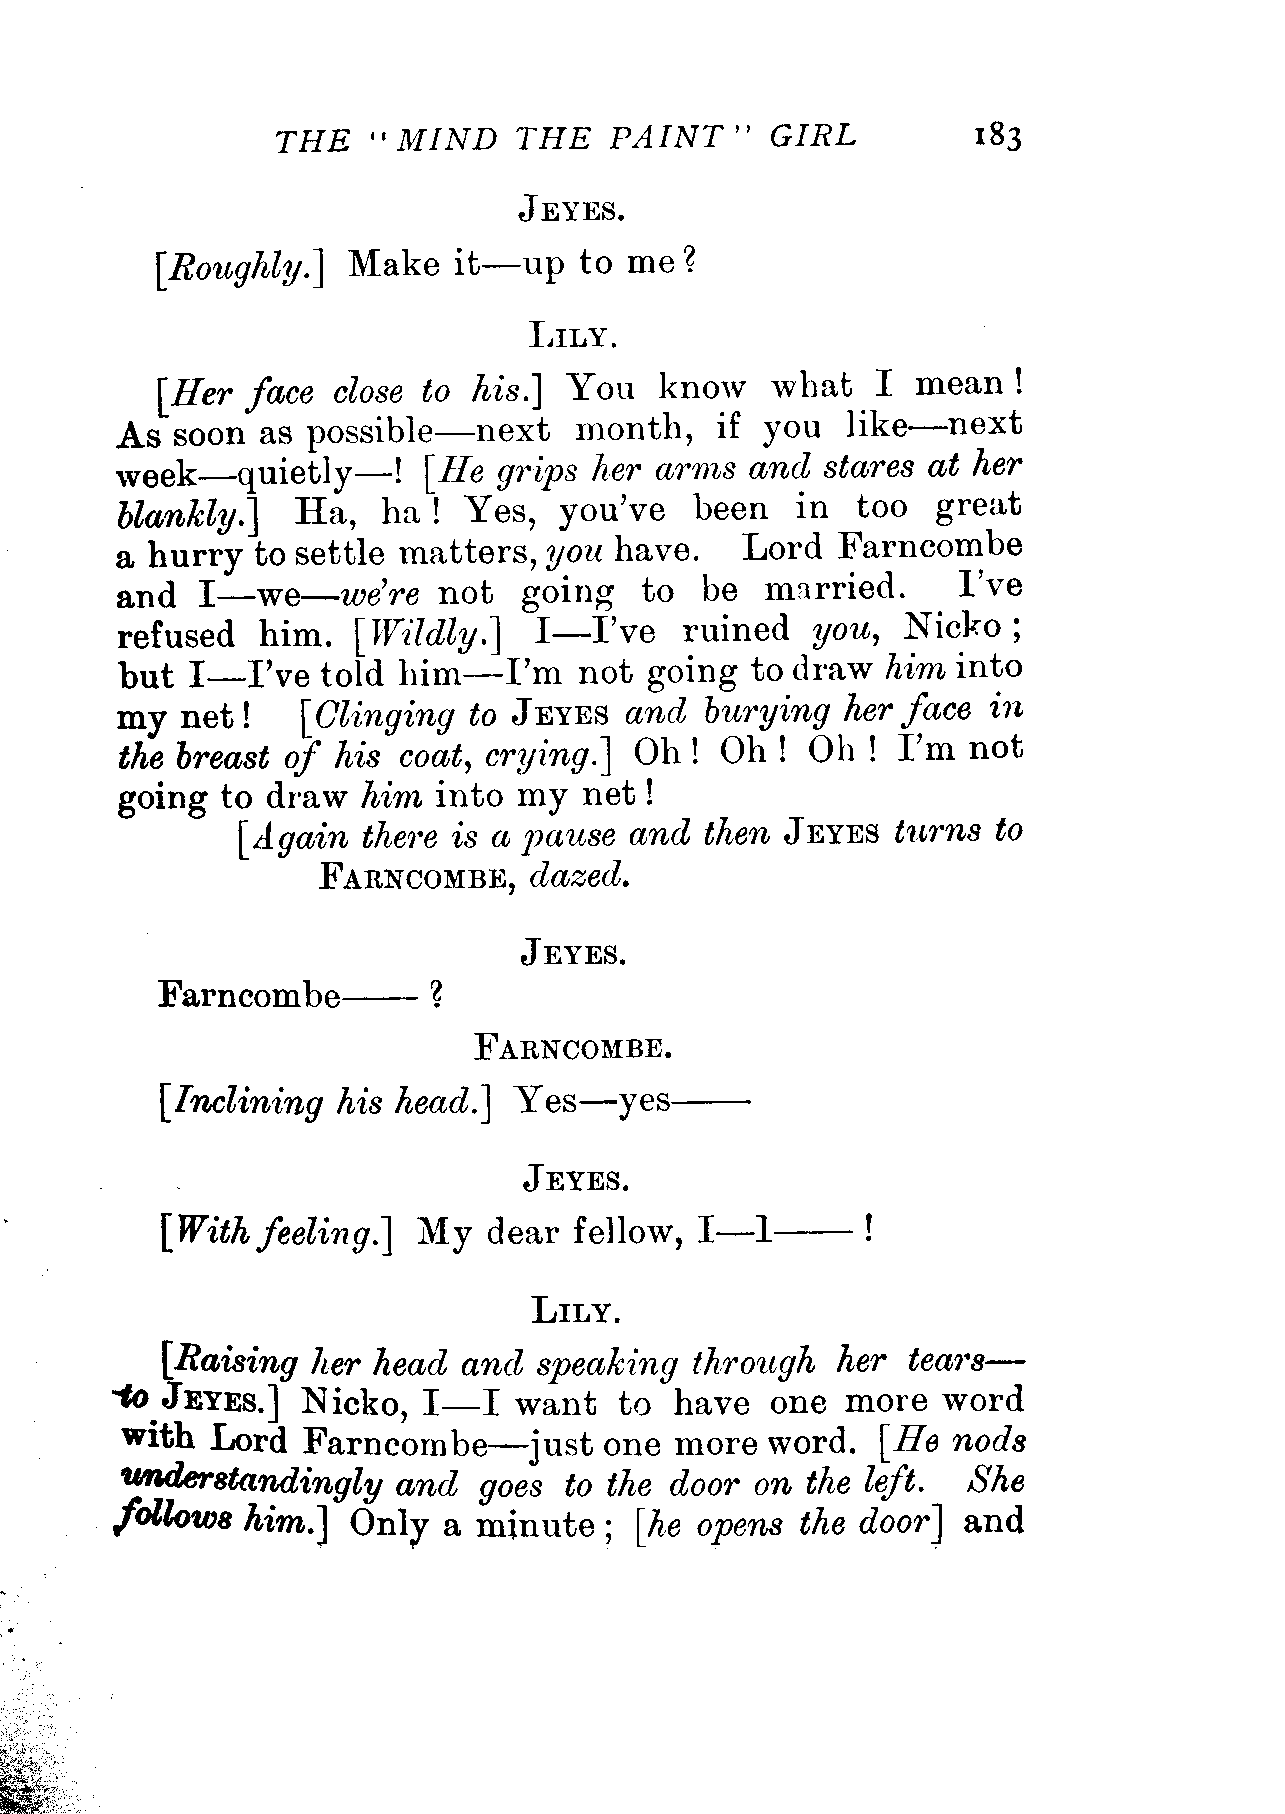 THE "MIND THE PAINT" GIRL 183
JEYES.
[Roughly.] Make it—up to me?
LILY.
[Her face close to his.] You know what I mean!
As soon as possible—next month, if you like—next
week—quietly—! [He grips her arms and stares at her
blankly.] Ha, ha! Yes, you've been in too great
a hurry to settle matters, you have. Lord Farncombe
and I—we—we're not going to be married. I've
refused him. [Wildly.] I—I've ruined you, Nicko;
but I—I've told him—I'm not going to draw him into
my net! [Clinging to JEYES and burying her face in
the breast of his coat, crying.] Oh! Oh! Oh! I'm not
going to draw him into my net!
[Again there is a pause and then JEYES turns to
FARNCOMBE, dazed.
JEYES.
Farncombe—— ?
FARNCOMBE.
[Inclining his head.] Yes—yes——
JEYES.
[With feeling.] My dear fellow, I—I—— !
LILY.
[Raising her head and speaking through her tears—
to JEYES.] Nicko, I—I want to have one more word
with Lord Farncombe—just one more word. [He nods
understandingly and goes to the door on the left. She
follows him.] Only a minute; [he opens the door] and